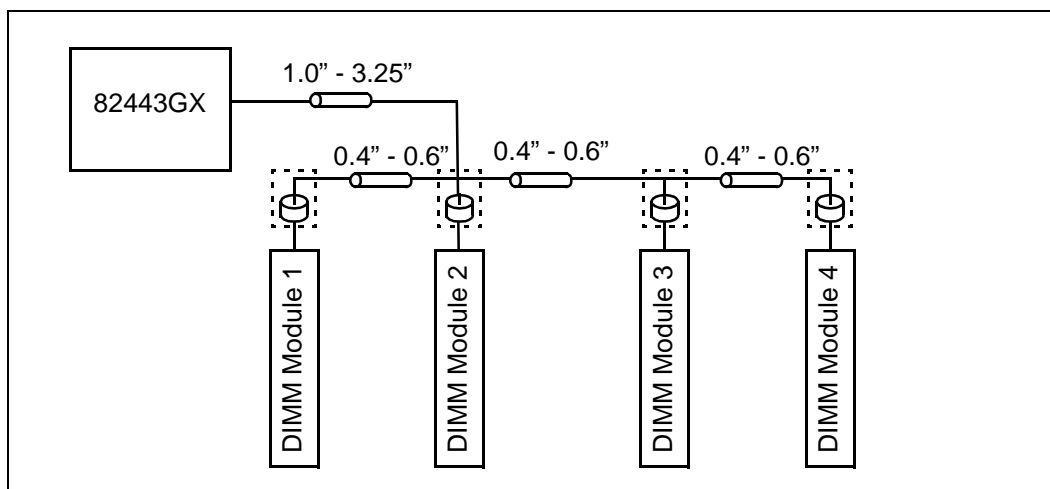 82443GX
1.0” - 3.25”
0.4” - 0.6”
0.4” - 0.6”
0.4” - 0.6”
DIMM Module 1
DIMM Module 2
DIMM Module 3
DIMM Module 4